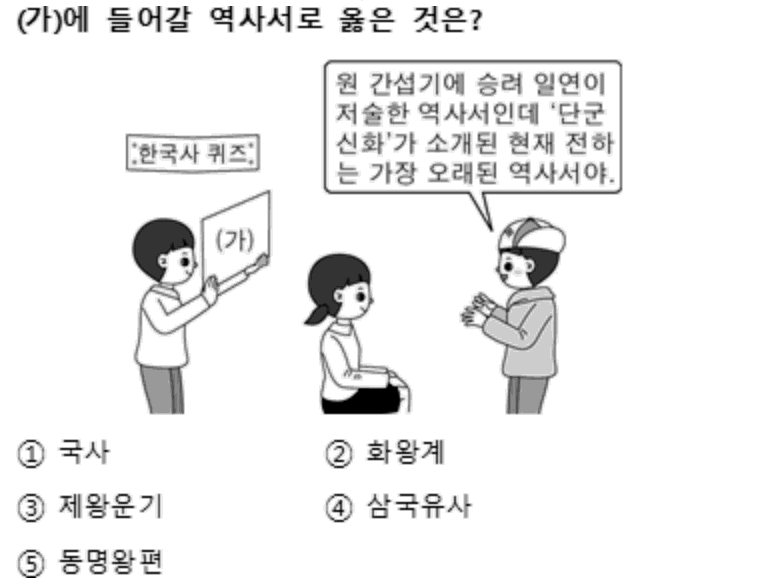 (가)에 들어갈 역사서로 옳은 것은?
원 간섭기에 승려 일연이
저술한 역사서인데 ‘단군
신화’가 소개된 현재 전하
는 가장 오래된 역사서야.
한국사 퀴즈
(가)
① 국사
② 화왕계
③ 제왕운기
④ 삼국유사
⑤ 동명왕편